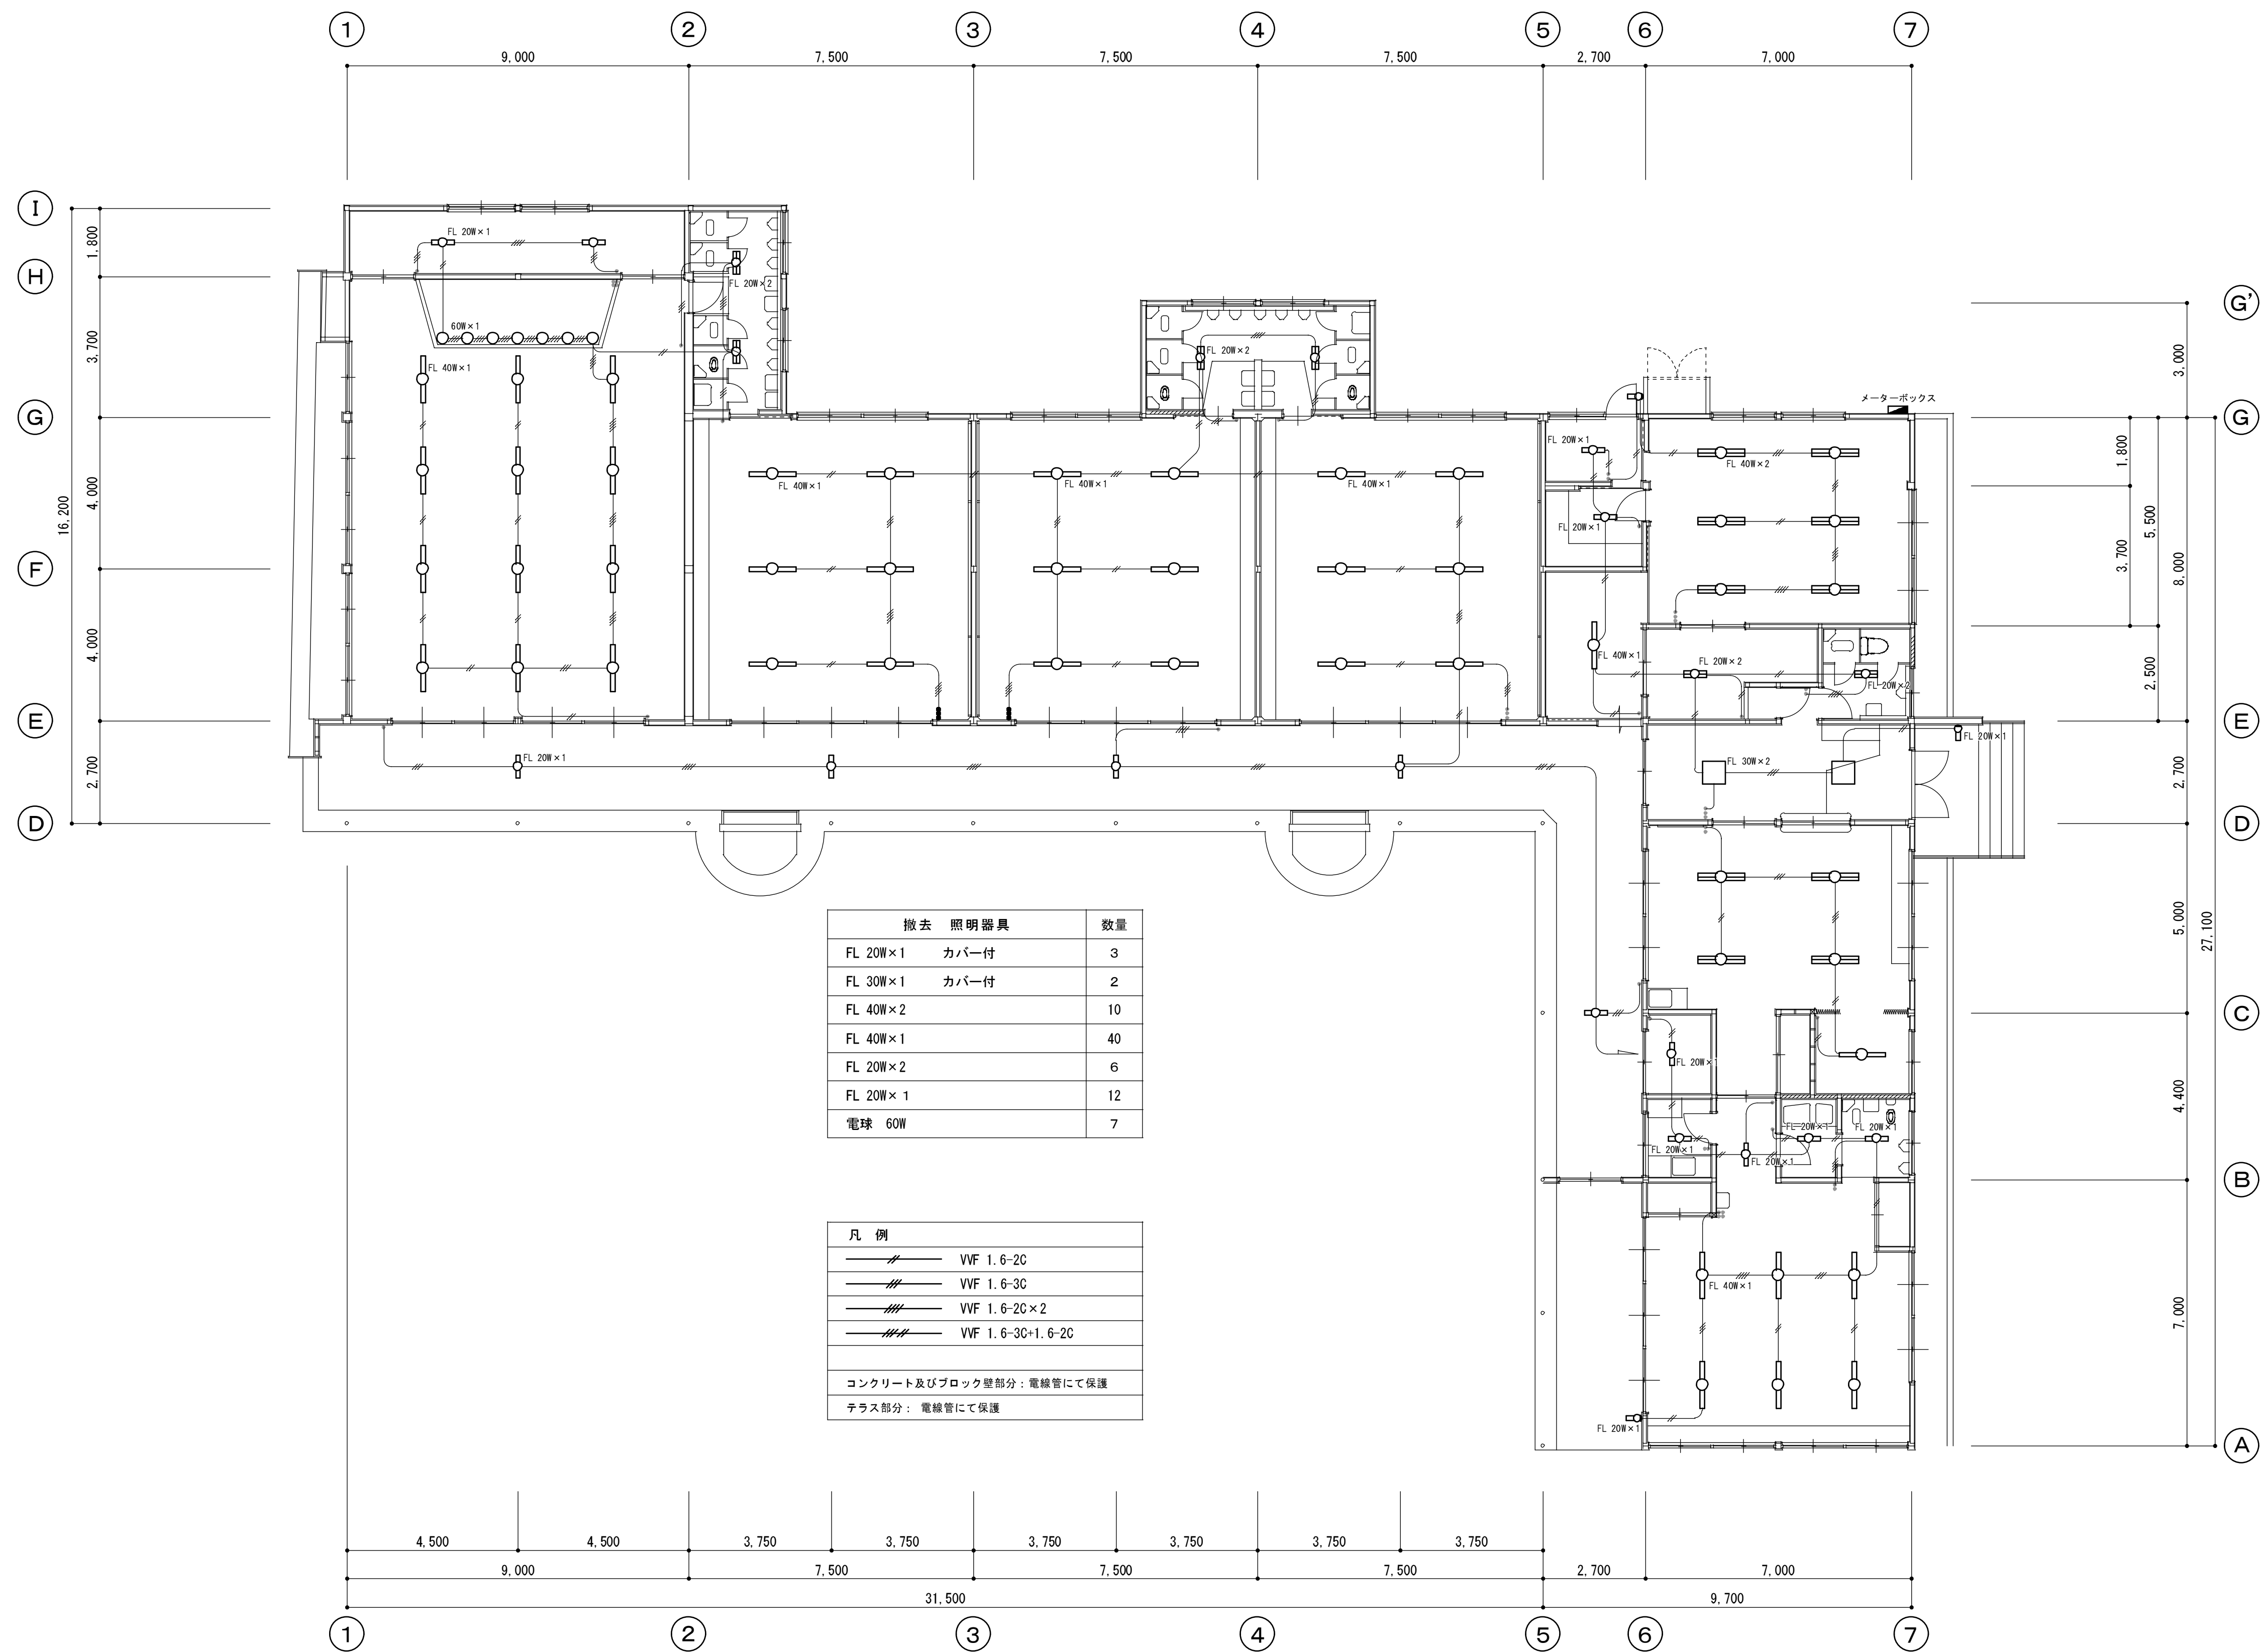 1 2 3 4 5 6 7
9,000 7,500 7,500 7,500 2,700 7,000
I
H
G
F
E
D
1,800
3,700
4,000
4,000
2,700
16,200
G'
G
E
D
C
B
A
3,000
1,800
3,700
5,500
2,500
8,000
2,700
5,000
4,400
7,000
27,100
FL 20W×1
FL 20W×2
60W×1
FL 40W×1
FL 20W×2
メーターボックス
FL 20W×1
FL 40W×2
FL 40W×1
FL 40W×1
FL 40W×1
FL 20W×1
FL 40W×1
FL 20W×2
FL 20W×2
FL 20W×1
FL 20W×1
FL 30W×2
撤去 照明器具 数量
FL 20W×1 カバー付 3
FL 30W×1 カバー付 2
FL 40W×2 10
FL 40W×1 40
FL 20W×2 6
FL 20W× 1 12
電球 60W 7
FL 20W×1
FL 20W×1
FL 20W×1
FL 20W×1
FL 20W×1
凡 例
VVF 1.6-2C
VVF 1.6-3C
VVF 1.6-2C×2
VVF 1.6-3C+1.6-2C
コンクリート及びブロック壁部分：電線管にて保護
テラス部分： 電線管にて保護
FL 40W×1
FL 20W×1
4,500 4,500 3,750 3,750 3,750 3,750 3,750 3,750
9,000 7,500 7,500 7,500 2,700 7,000
31,500 9,700
1 2 3 4 5 6 7